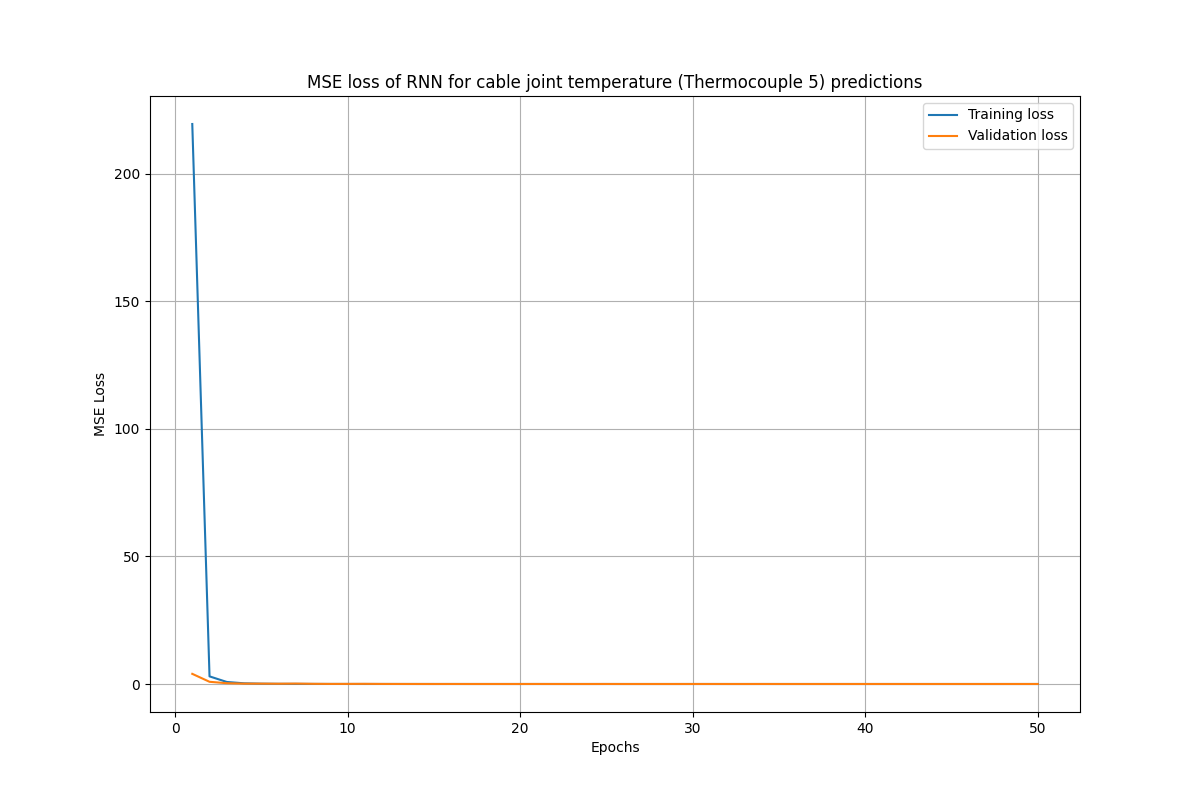 MSE loss of RNN for cable joint temperature (Thermocouple 5) predictions
Training loss
Validation loss
200
150
100
50
0
MSE Loss
0 10 20 30 40 50
Epochs